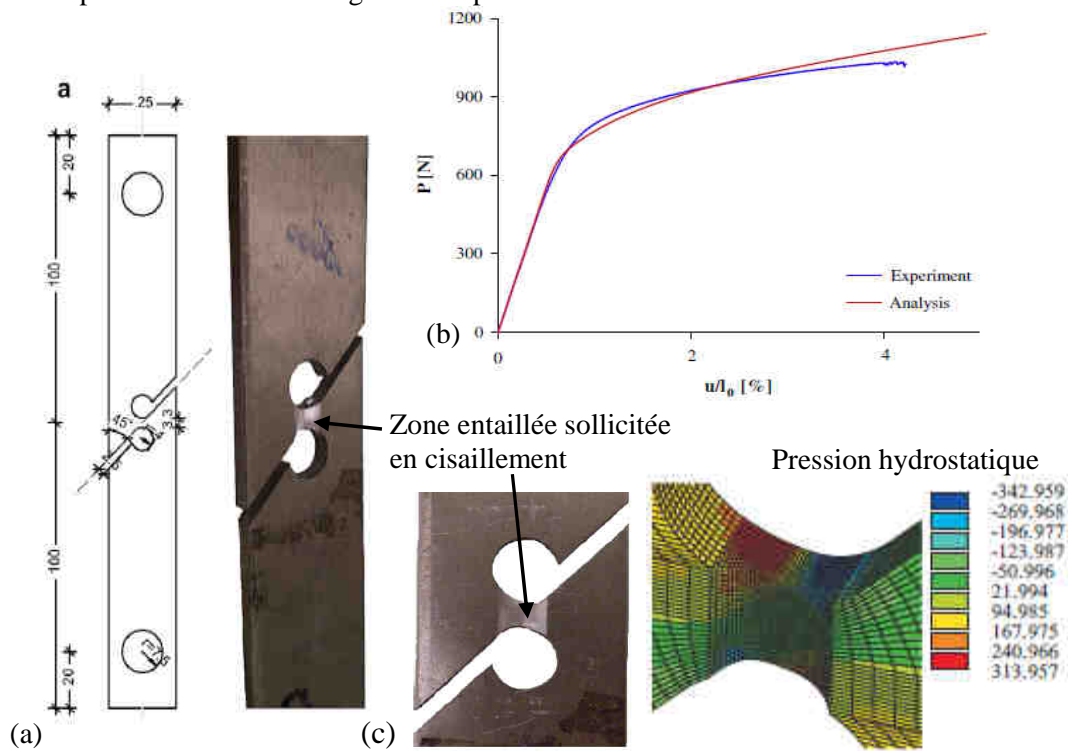 a
25
20
100
45°
3,3
100
20
(a)
1200
900
600
300
0
P [N]
0
2
4
u/l₀ [%]
Experiment
Analysis
(b)
Zone entaillée sollicitée
en cisaillement
(c)
Pression hydrostatique
-342.959
-269.968
-196.977
-123.987
-50.996
21.994
94.985
167.975
240.966
313.957